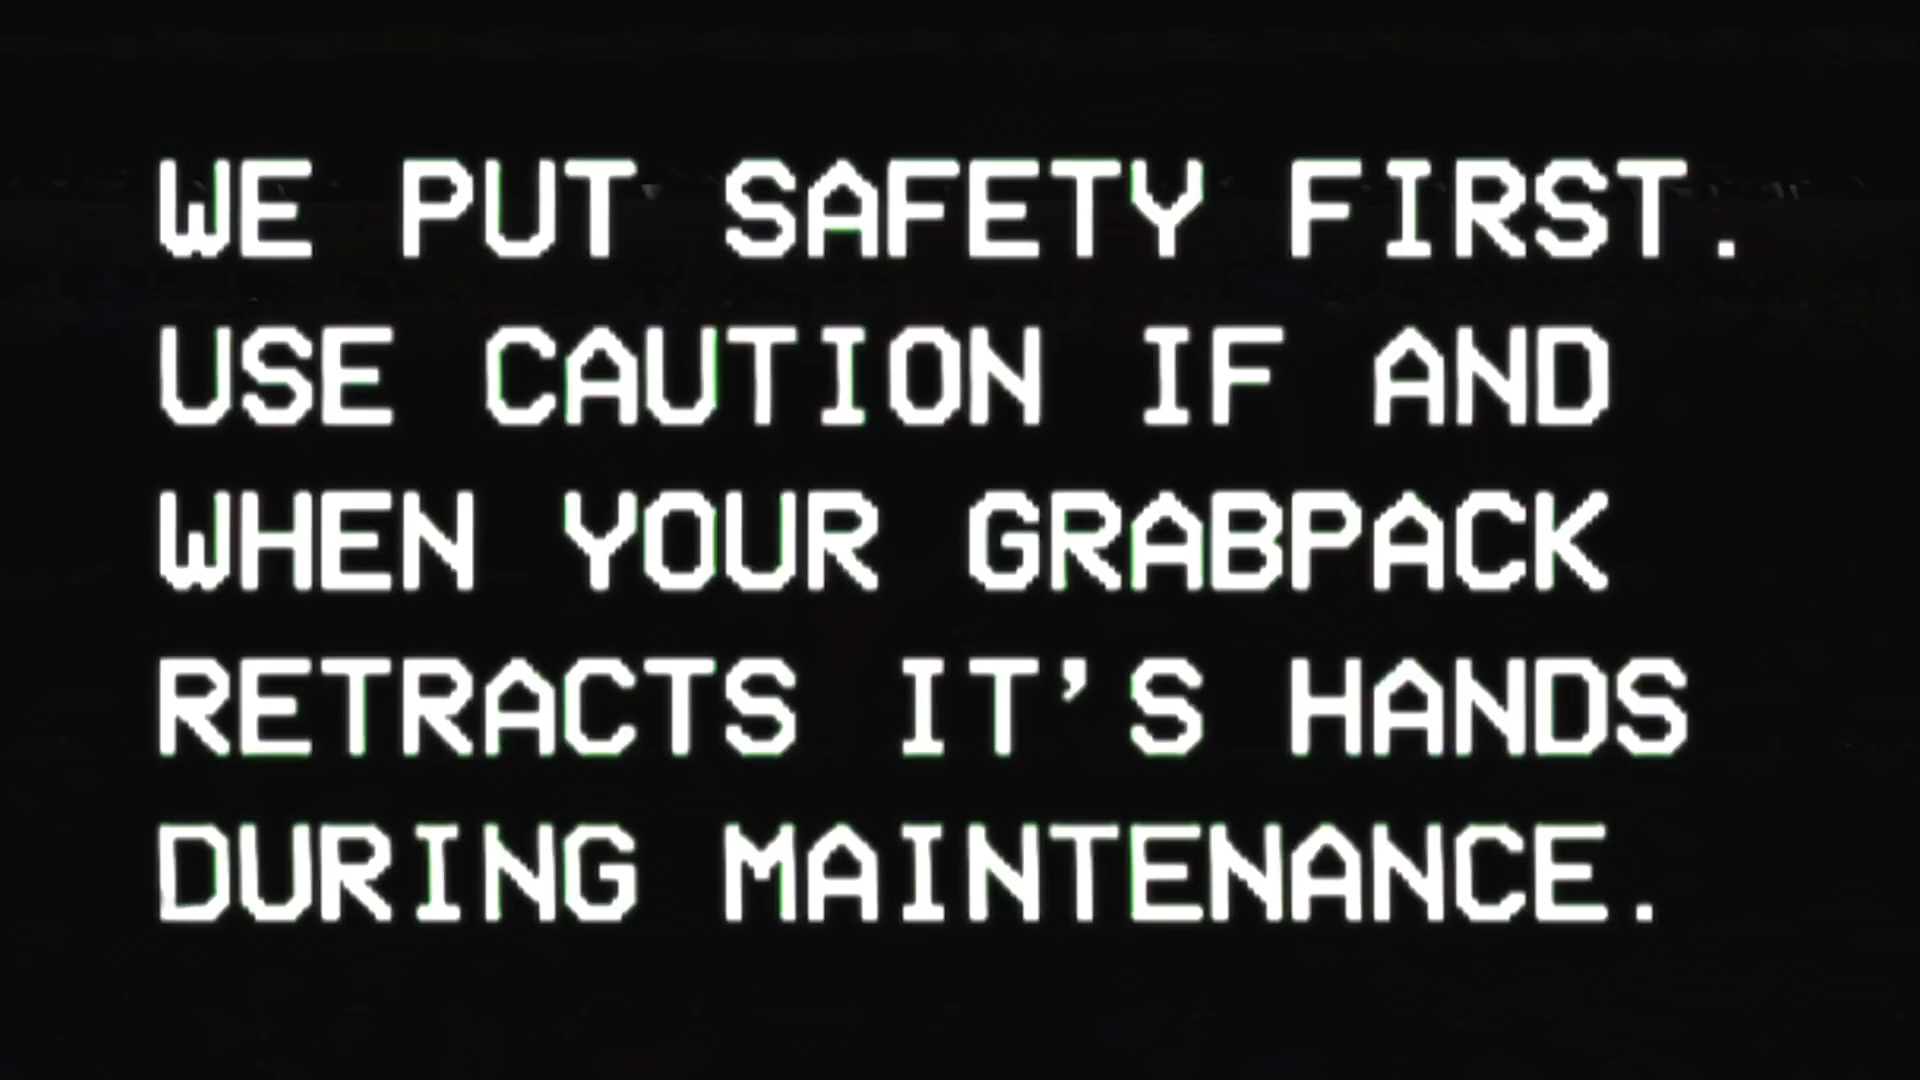 WE PUT SAFETY FIRST.
USE CAUTION IF AND
WHEN YOUR GRABPACK
RETRACTS IT’S HANDS
DURING MAINTENANCE.